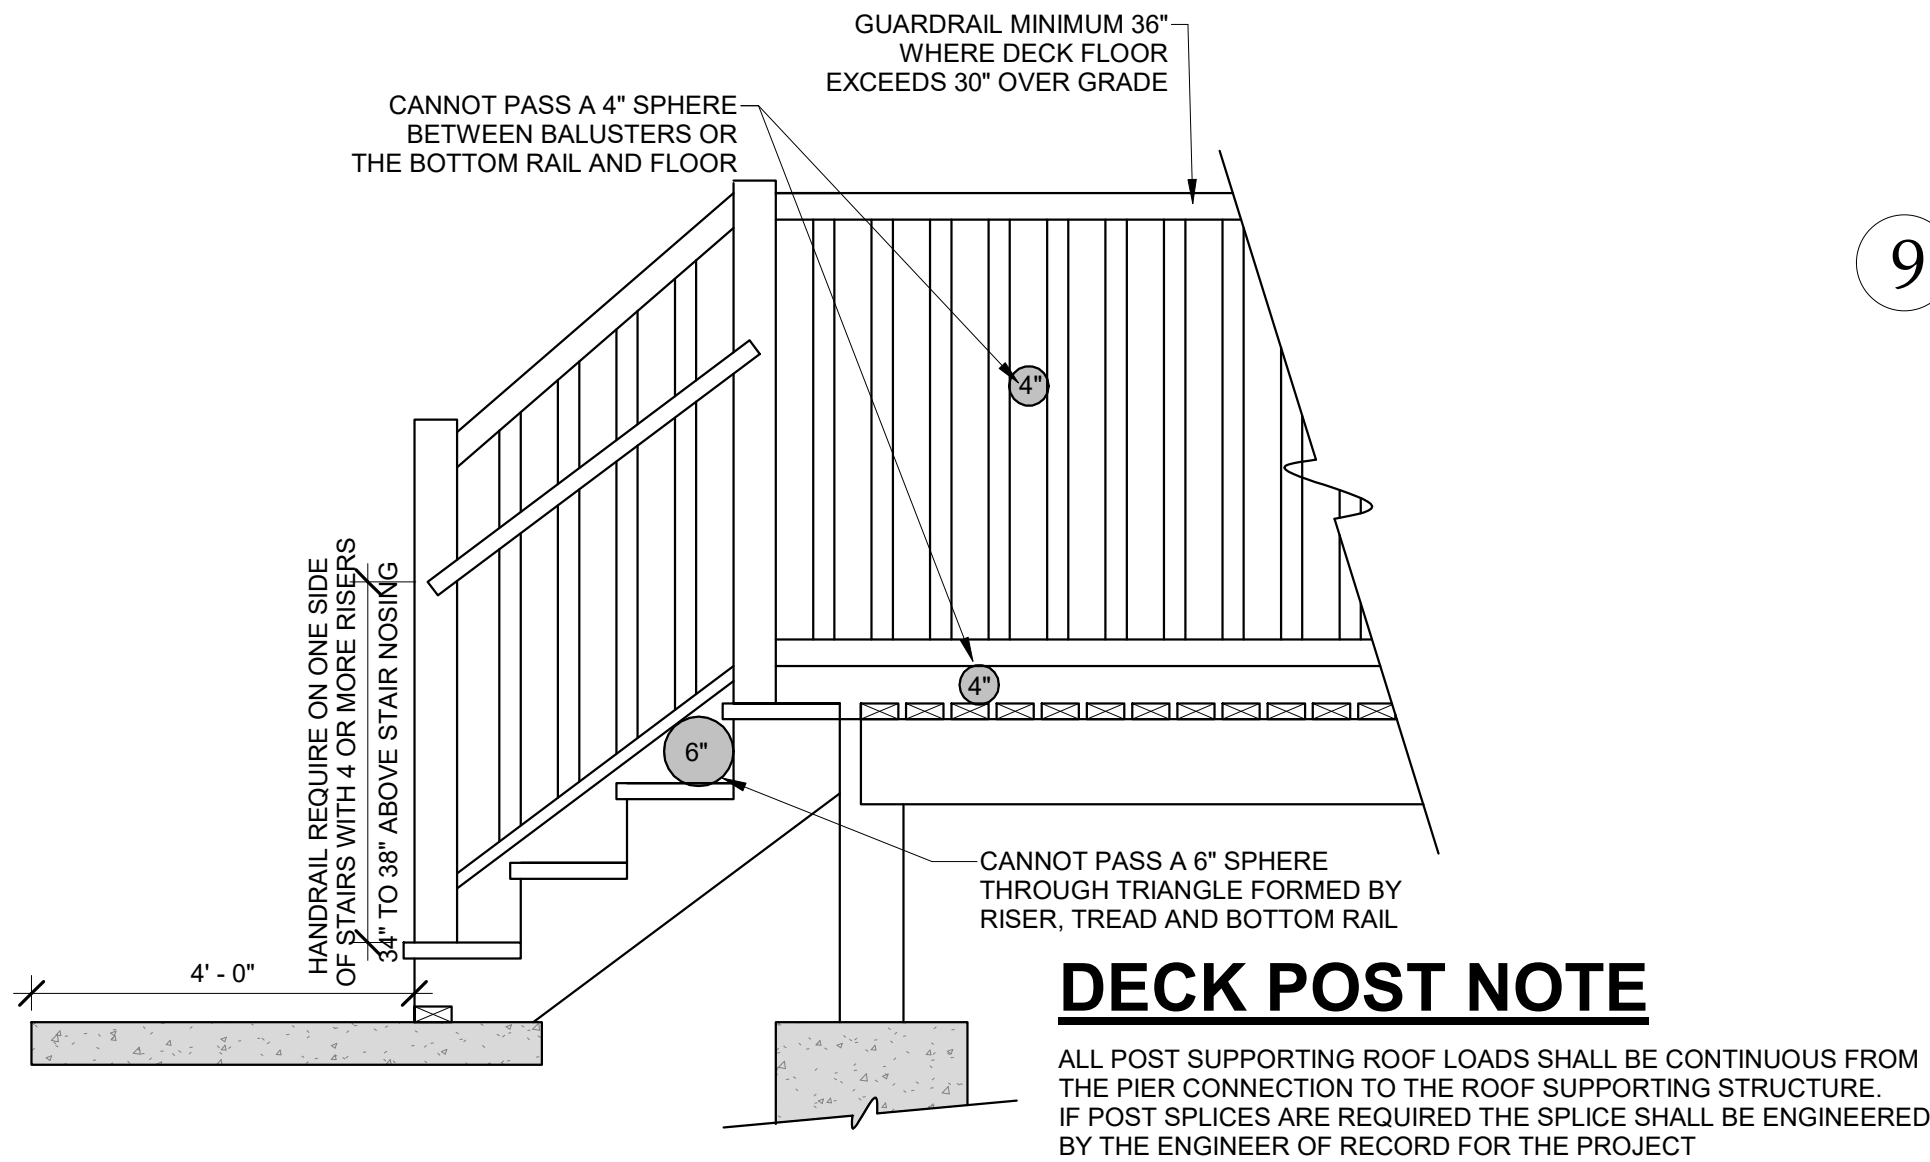 GUARDRAIL MINIMUM 36"
WHERE DECK FLOOR
EXCEEDS 30" OVER GRADE
CANNOT PASS A 4" SPHERE
BETWEEN BALUSTERS OR
THE BOTTOM RAIL AND FLOOR
9
4"
4"
6"
HANDRAIL REQUIRE ON ONE SIDE
OF STAIRS WITH 4 OR MORE RISERS
34" TO 38" ABOVE STAIR NOSING
CANNOT PASS A 6" SPHERE
THROUGH TRIANGLE FORMED BY
RISER, TREAD AND BOTTOM RAIL
4' - 0"
DECK POST NOTE
ALL POST SUPPORTING ROOF LOADS SHALL BE CONTINUOUS FROM
THE PIER CONNECTION TO THE ROOF SUPPORTING STRUCTURE.
IF POST SPLICES ARE REQUIRED THE SPLICE SHALL BE ENGINEERED
BY THE ENGINEER OF RECORD FOR THE PROJECT